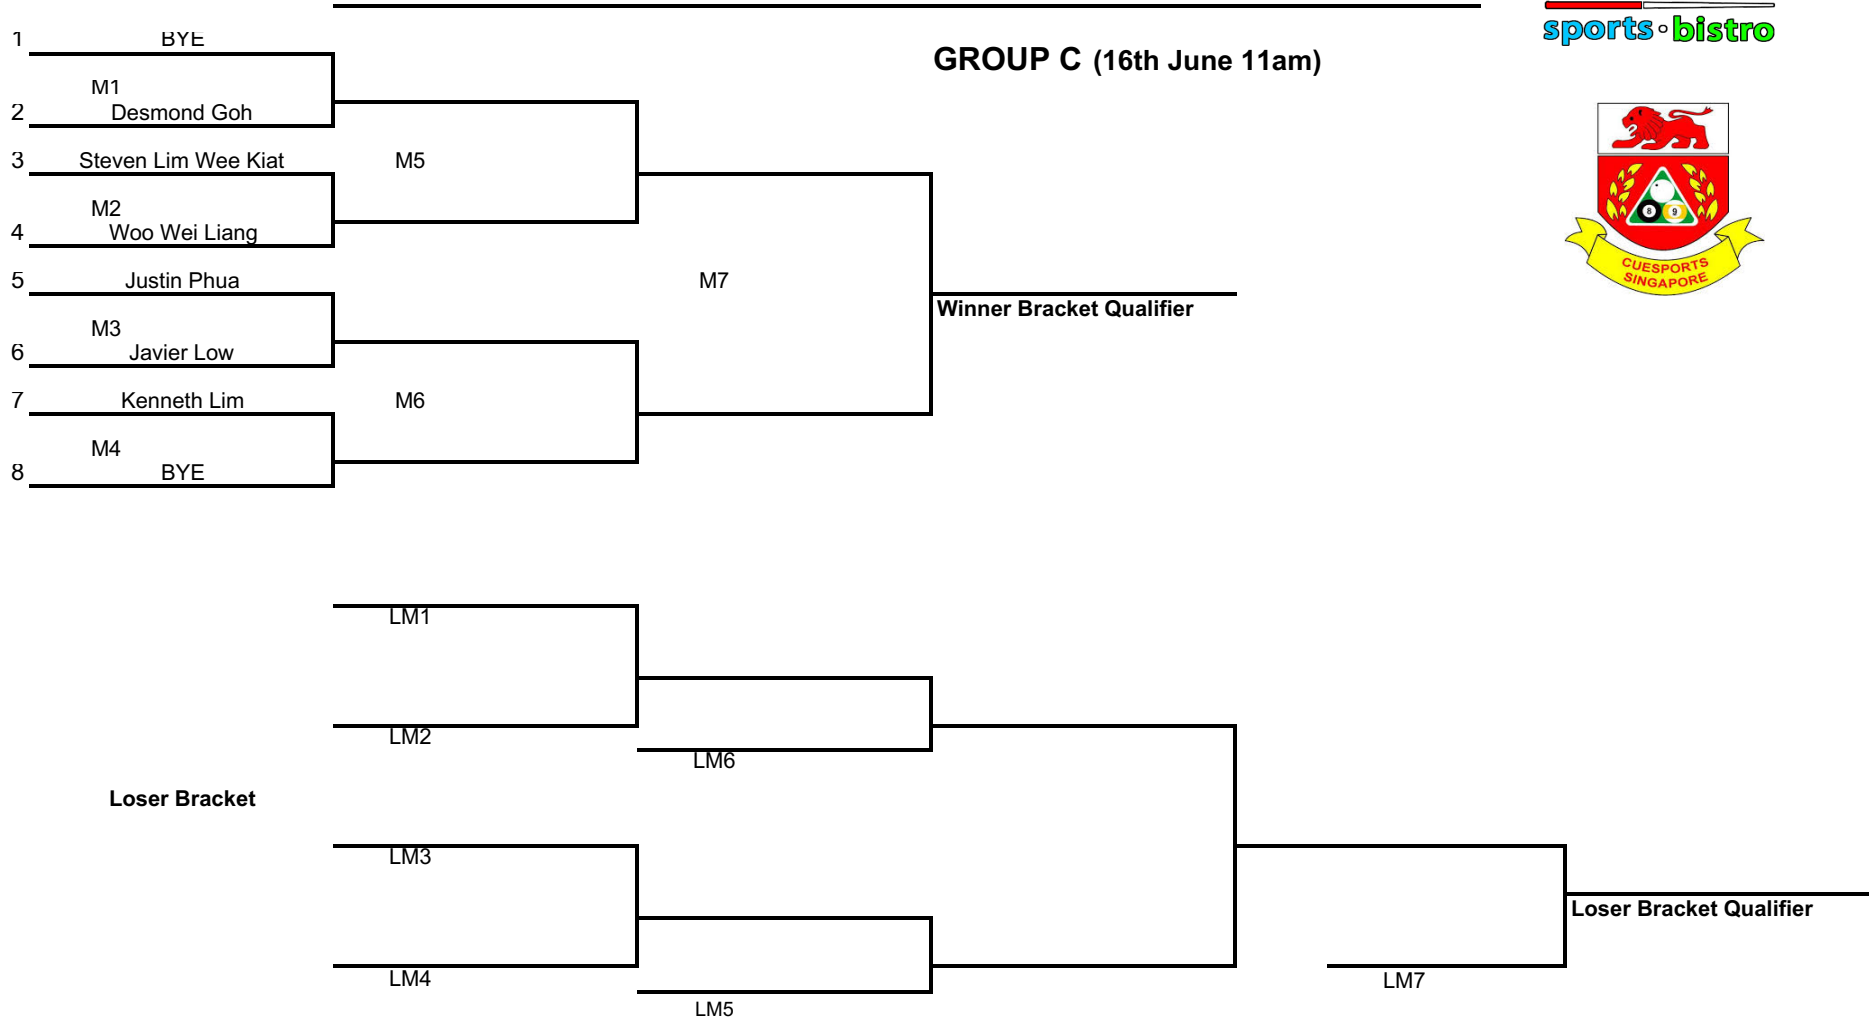 sports•bistro
GROUP C (16th June 11am)
1 BYE
M1
2 Desmond Goh
3 Steven Lim Wee Kiat
M5
M2
4 Woo Wei Liang
5 Justin Phua
M7
Winner Bracket Qualifier
M3
6 Javier Low
7 Kenneth Lim
M6
M4
8 BYE
8 9
CUESPORTS
SINGAPORE
LM1
LM2
LM6
Loser Bracket
LM3
LM4
LM5
LM7
Loser Bracket Qualifier